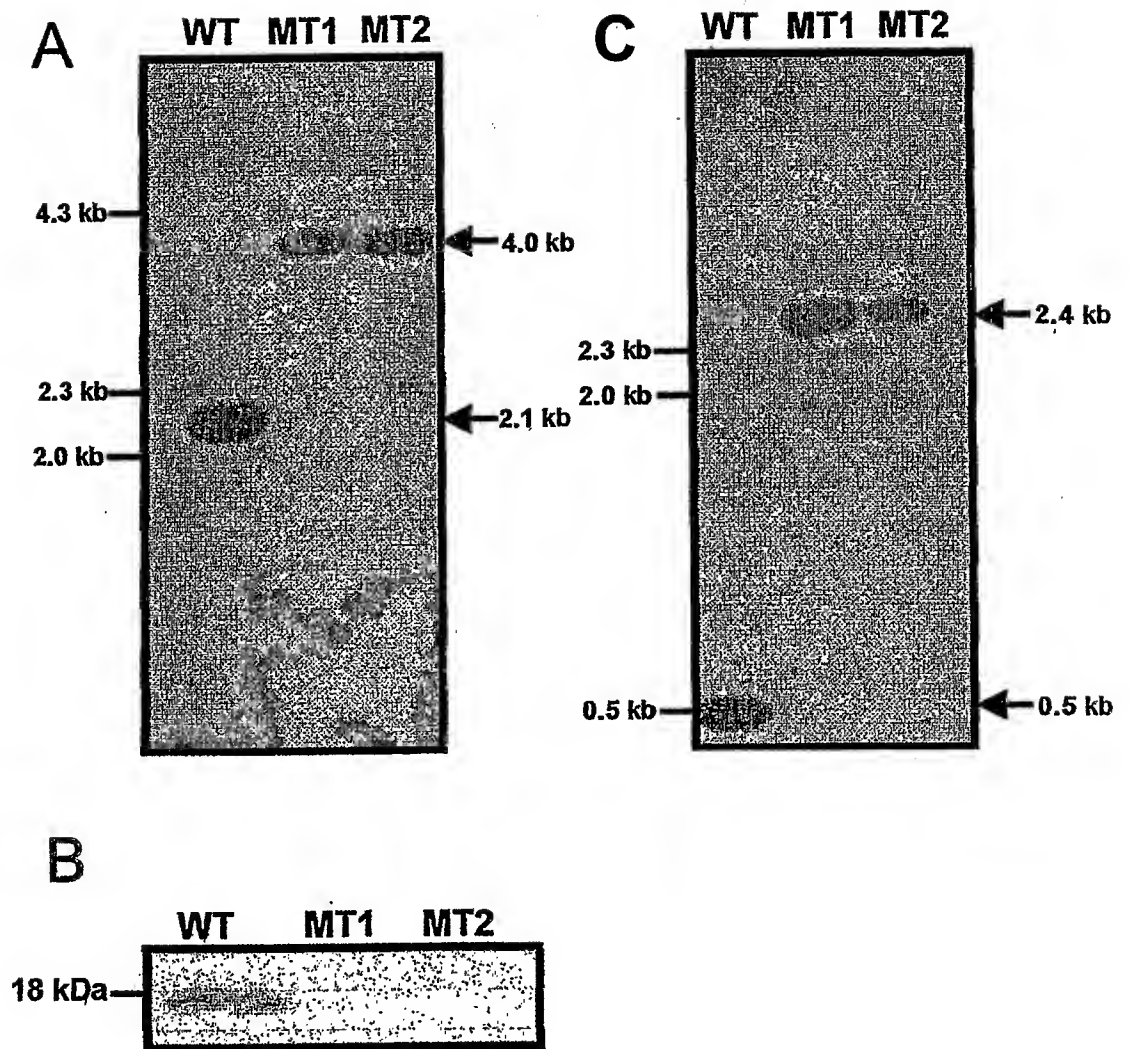 A
WT MT1 MT2
4.3 kb
4.0 kb
2.3 kb
2.1 kb
2.0 kb
C
WT MT1 MT2
2.4 kb
2.3 kb
2.0 kb
0.5 kb
0.5 kb
B
WT MT1 MT2
18 kDa